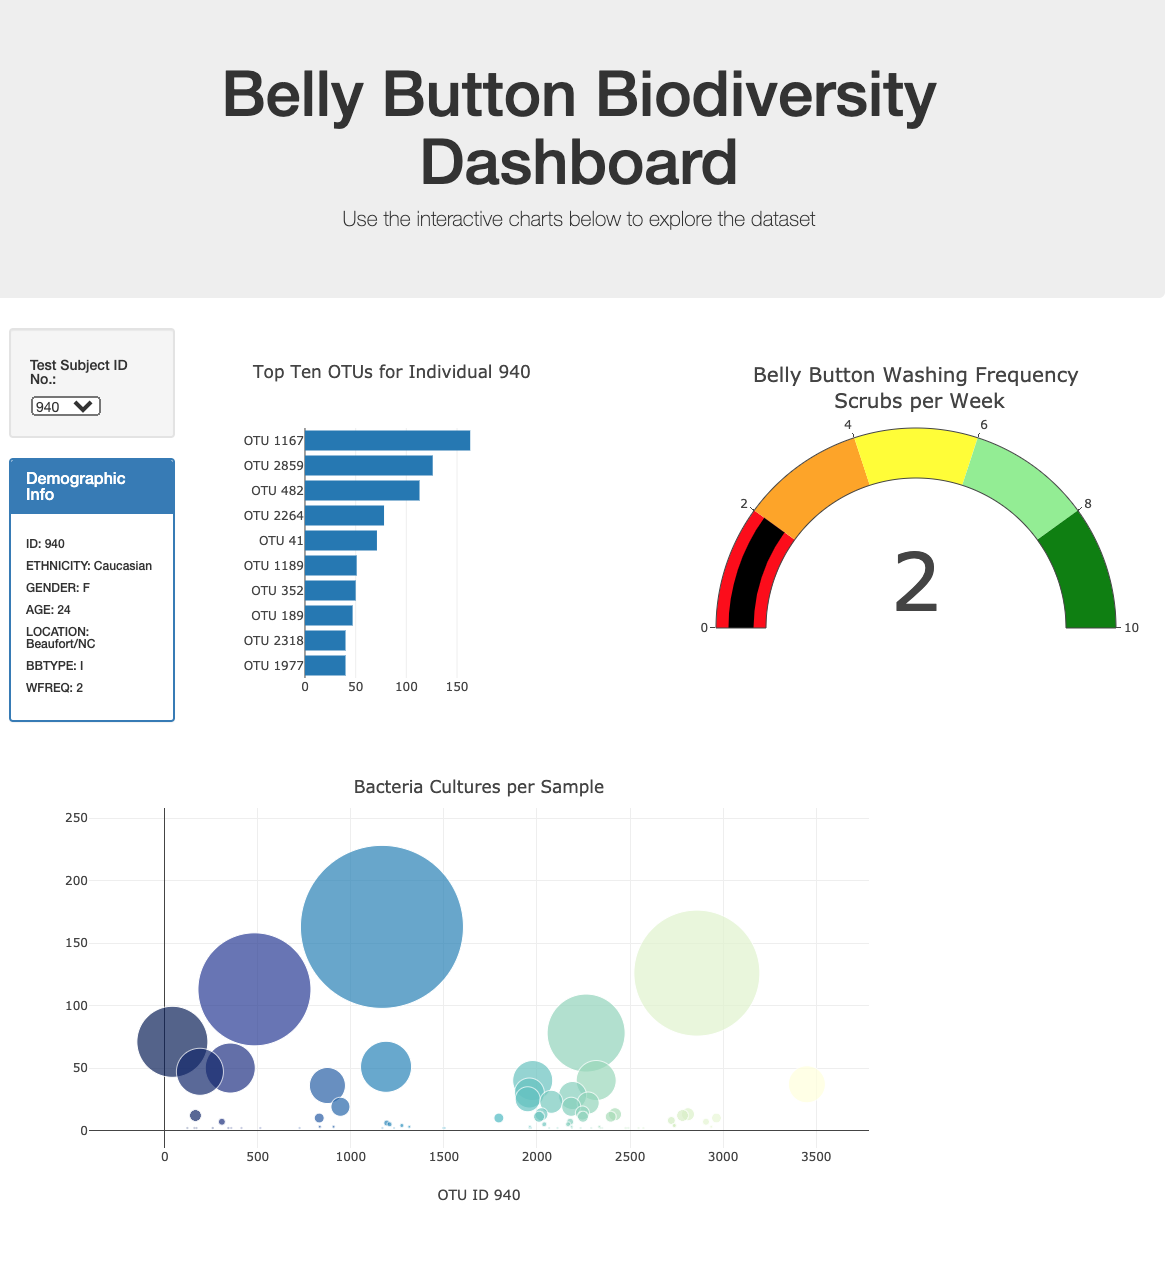 Belly Button Biodiversity
Dashboard
Use the interactive charts below to explore the dataset
Test Subject ID
No.:
940
Demographic
Info
ID: 940
ETHNICITY: Caucasian
GENDER: F
AGE: 24
LOCATION:
Beaufort/NC
BBTYPE: I
WFREQ: 2
Top Ten OTUs for Individual 940
OTU 1167
OTU 2859
OTU 482
OTU 2264
OTU 41
OTU 1189
OTU 352
OTU 189
OTU 2318
OTU 1977
0 50 100 150
Belly Button Washing Frequency
Scrubs per Week
0
2
4
6
8
10
2
Bacteria Cultures per Sample
250
200
150
100
50
0
0 500 1000 1500 2000 2500 3000 3500
OTU ID 940